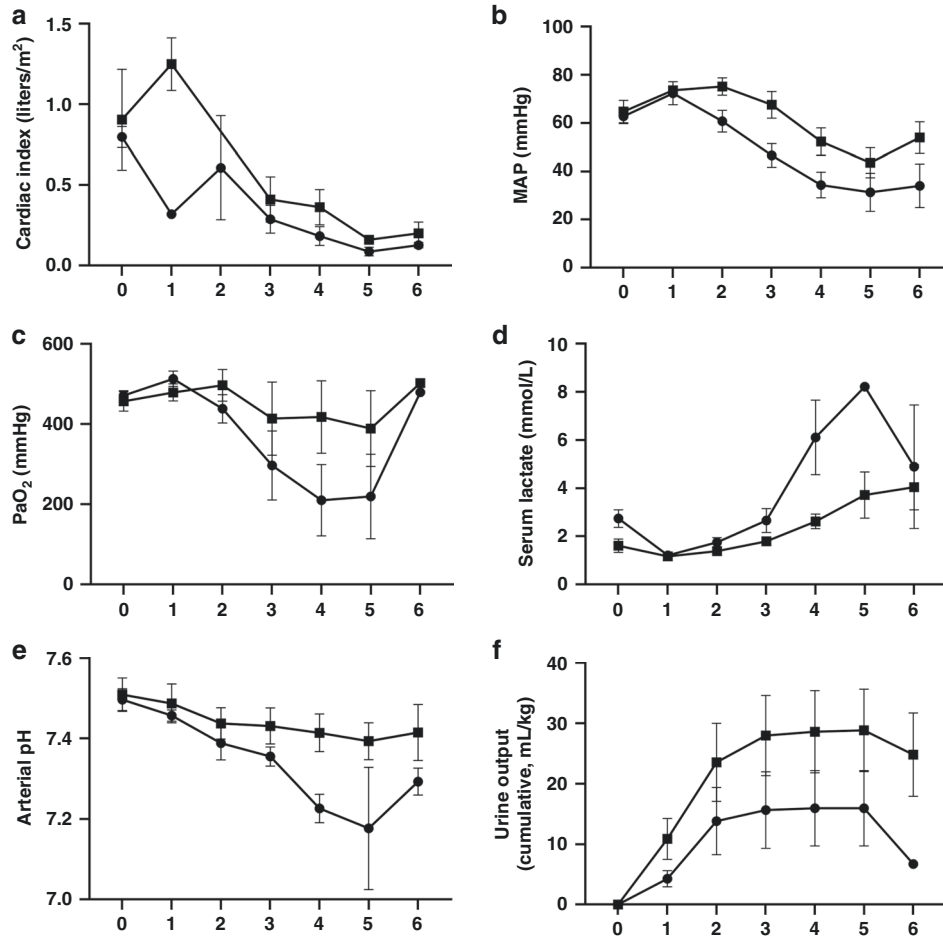 a
Cardiac index (liters/m²)
1.5
1.0
0.5
0.0
0 1 2 3 4 5 6
b
MAP (mmHg)
100
80
60
40
20
0
0 1 2 3 4 5 6
c
PaO₂ (mmHg)
600
400
200
0
0 1 2 3 4 5 6
d
Serum lactate (mmol/L)
10
8
6
4
2
0
0 1 2 3 4 5 6
e
Arterial pH
7.6
7.4
7.2
7.0
0 1 2 3 4 5 6
f
Urine output
(cumulative, mL/kg)
40
30
20
10
0
0 1 2 3 4 5 6